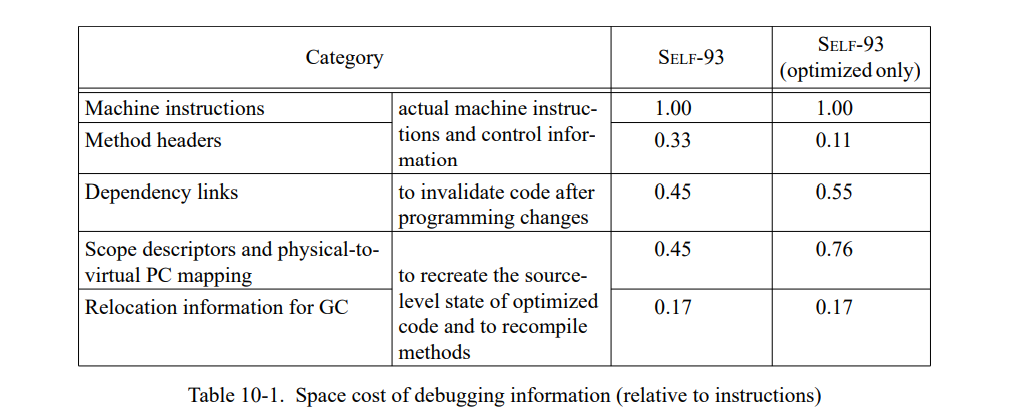 Category SELF-93 SELF-93
(optimized only)
Machine instructions actual machine instruc- 1.00 1.00
tions and control infor-
Method headers 0.33 0.11
mation
Dependency links to invalidate code after 0.45 0.55
programming changes
Scope descriptors and physical-to- 0.45 0.76
virtual PC mapping to recreate the source-
Relocation information for GC level state of optimized 0.17 0.17
code and to recompile
methods
Table 10-1. Space cost of debugging information (relative to instructions)